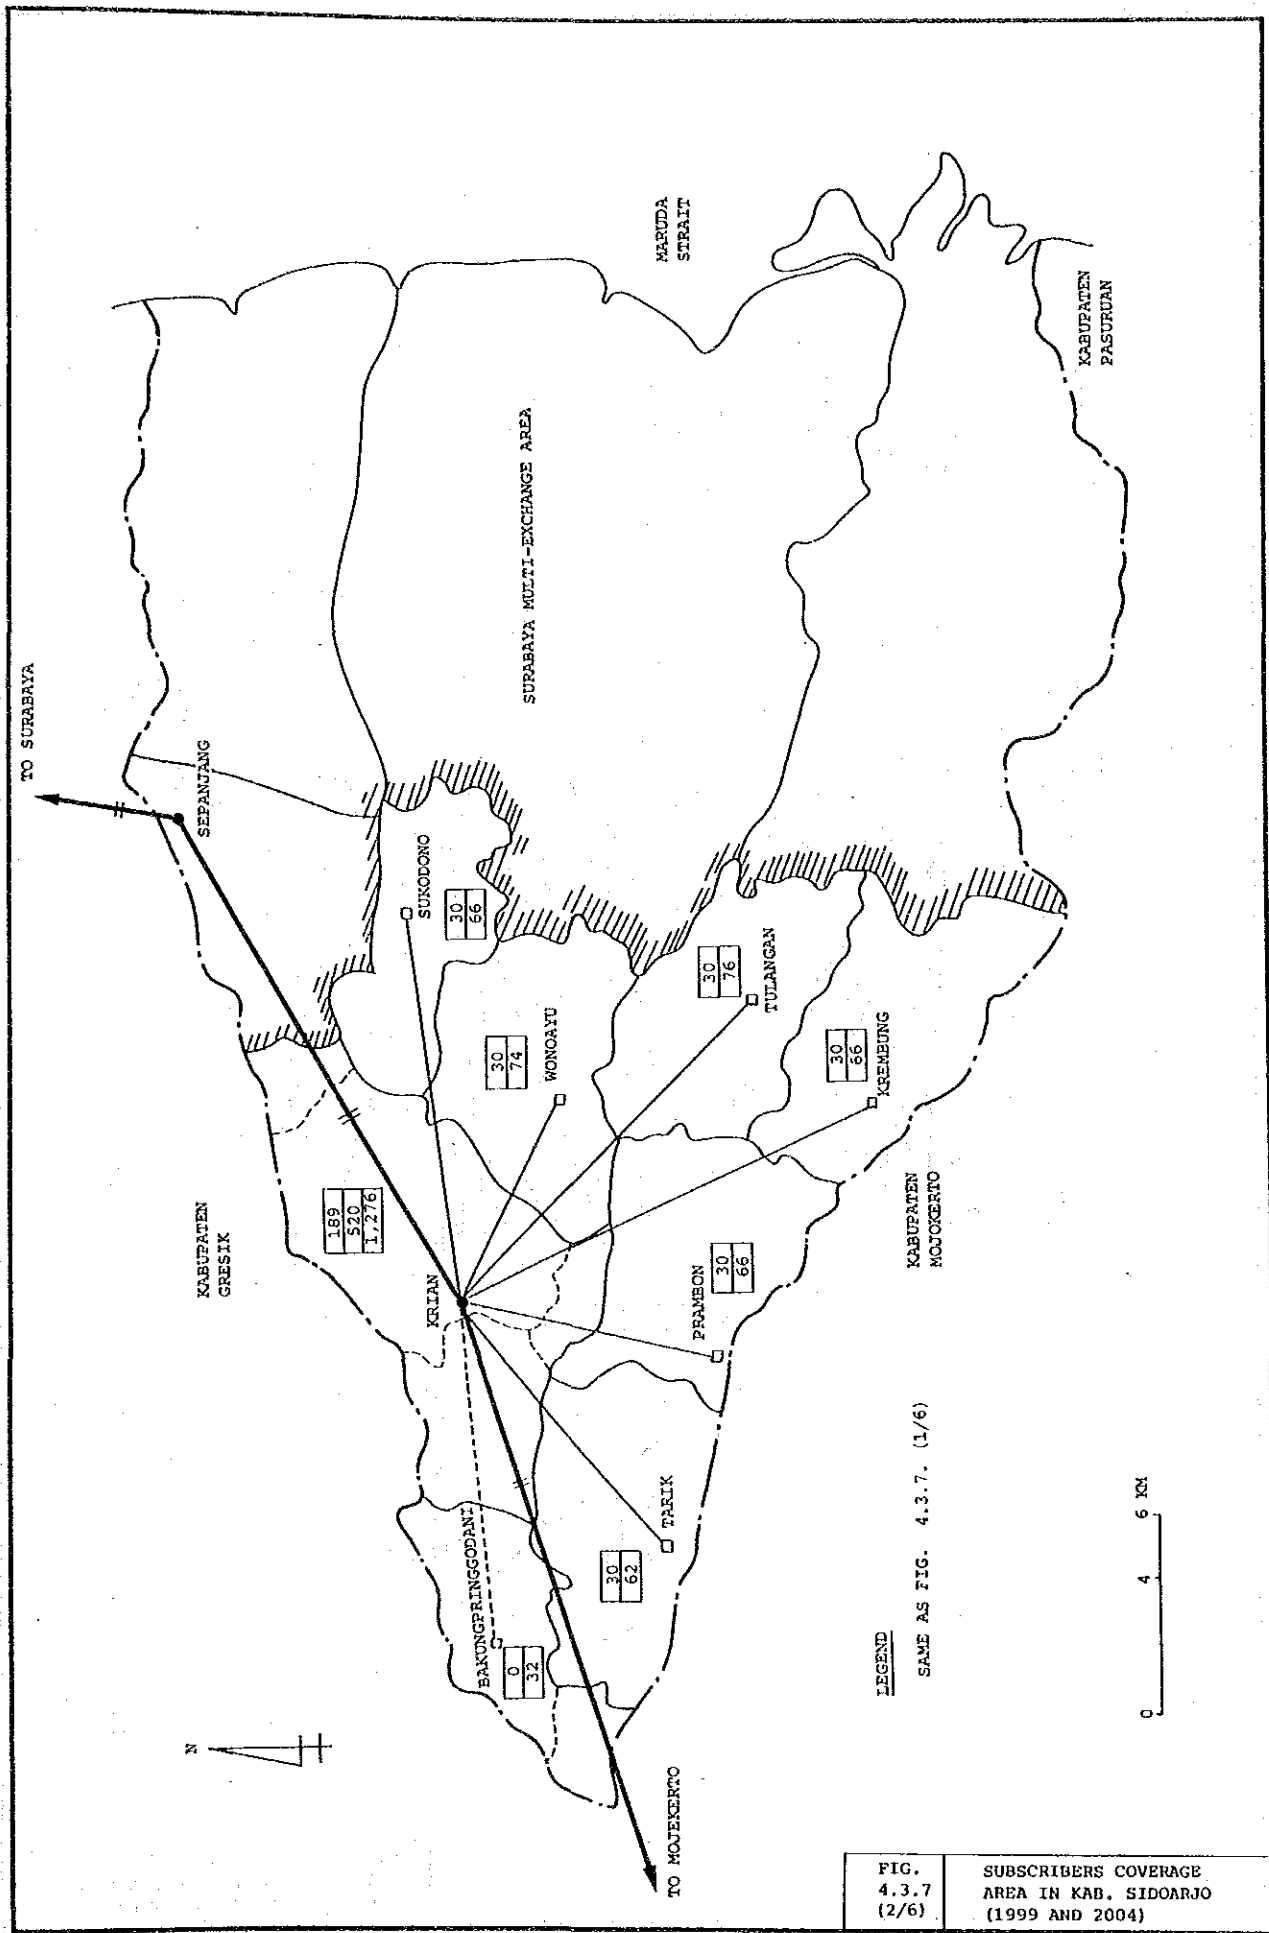 TO SURABAYA
SEPANJANG
MARUDA
STRAIT
SURABAYA MULTI-EXCHANGE AREA
KABUPATEN
PASURUAN
SUKODONO
30
66
WONOAYU
30
74
TULANGAN
30
76
KREMBUNG
30
66
KABUPATEN
GRESIK
189
520
1,276
KRIAN
PRAMBON
30
66
KABUPATEN
MOJOKERTO
BAKUNGPRINGGODANI
0
32
TARIK
30
62
N
TO MOJEKERTO
LEGEND
SAME AS FIG. 4.3.7. (1/6)
0 4 6 KM
FIG.
4.3.7
(2/6)
SUBSCRIBERS COVERAGE
AREA IN KAB. SIDOARJO
(1999 AND 2004)